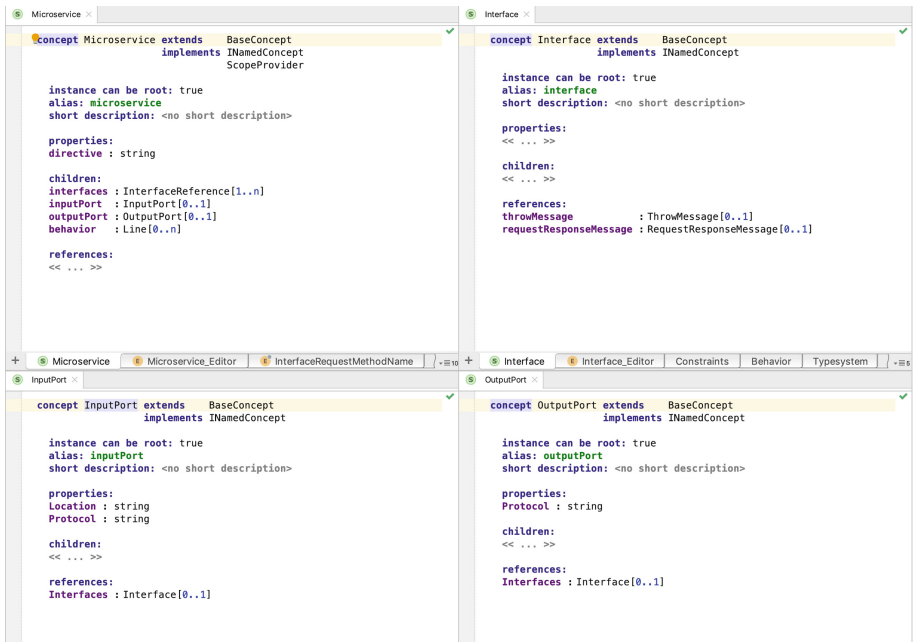 Microservice
concept Microservice extends BaseConcept
implements INamedConcept
ScopeProvider
instance can be root: true
alias: microservice
short description: <no short description>
properties:
directive : string
children:
interfaces : InterfaceReference[1..n]
inputPort : InputPort[0..1]
outputPort : OutputPort[0..1]
behavior : Line[0..n]
references:
<< ... >>
+ S Microservice E Microservice_Editor E InterfaceRequestMethodName 10
Interface
concept Interface extends BaseConcept
implements INamedConcept
instance can be root: true
alias: interface
short description: <no short description>
properties:
<< ... >>
children:
<< ... >>
references:
throwMessage : ThrowMessage[0..1]
requestResponseMessage : RequestResponseMessage[0..1]
+ S Interface E Interface_Editor Constraints Behavior Typesystem 5
S InputPort
concept InputPort extends BaseConcept
implements INamedConcept
instance can be root: true
alias: inputPort
short description: <no short description>
properties:
Location : string
Protocol : string
children:
<< ... >>
references:
Interfaces : Interface[0..1]
S OutputPort
concept OutputPort extends BaseConcept
implements INamedConcept
instance can be root: true
alias: outputPort
short description: <no short description>
properties:
Protocol : string
children:
<< ... >>
references:
Interfaces : Interface[0..1]